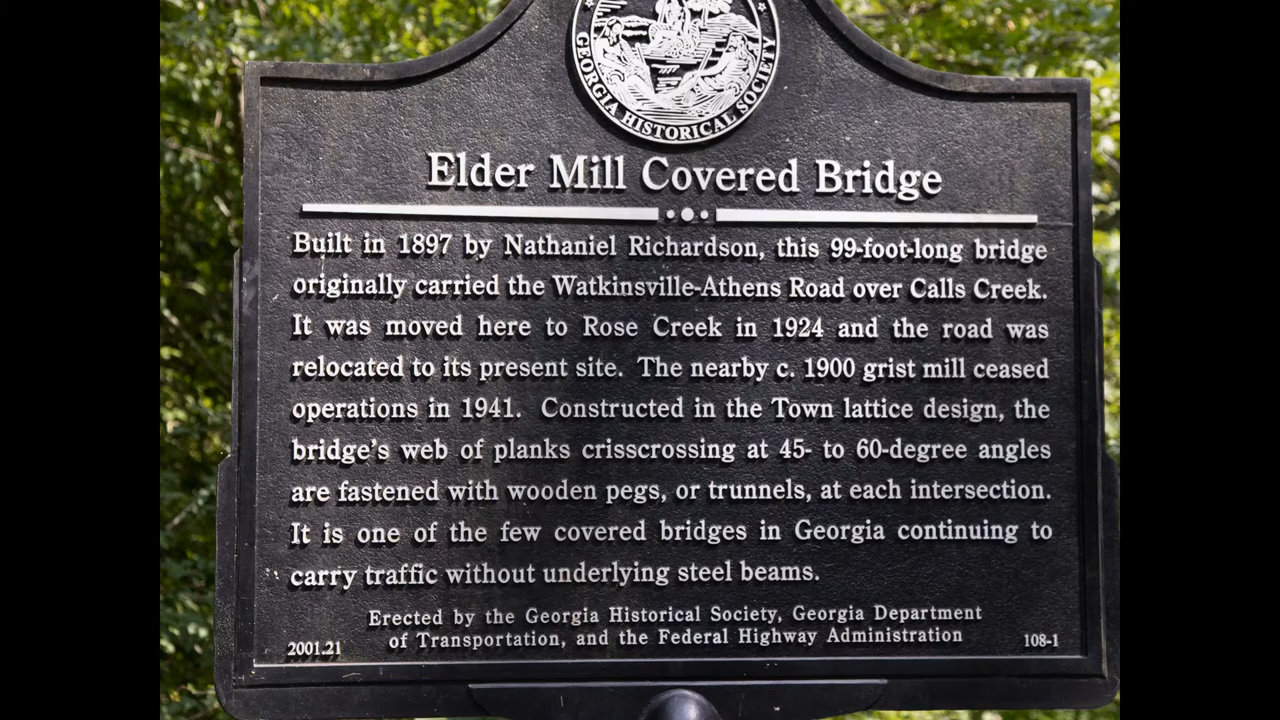 GEORGIA HISTORICAL SOCIETY
Elder Mill Covered Bridge
Built in 1897 by Nathaniel Richardson, this 99-foot-long bridge
originally carried the Watkinsville-Athens Road over Calls Creek.
It was moved here to Rose Creek in 1924 and the road was
relocated to its present site. The nearby c. 1900 grist mill ceased
operations in 1941. Constructed in the Town lattice design, the
bridge's web of planks crisscrossing at 45- to 60-degree angles
are fastened with wooden pegs, or trunnels, at each intersection.
It is one of the few covered bridges in Georgia continuing to
carry traffic without underlying steel beams.
Erected by the Georgia Historical Society, Georgia Department
of Transportation, and the Federal Highway Administration
2001.21
108-1